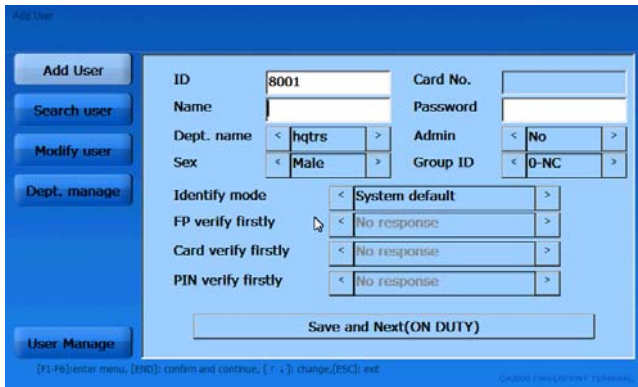 Add User
Add User
Search user
Modify user
Dept. manage
User Manage
ID 8001 Card No.
Name Password
Dept. name < hqtrs > Admin < No >
Sex < Male > Group ID < 0-NC >
Identify mode < System default >
FP verify firstly < No response >
Card verify firstly < No response >
PIN verify firstly < No response >
Save and Next(ON DUTY)
[F1-F6]:enter menu, [END]: confirm and continue, [ ↑ ↓ ]: change,[ESC]: exit
FINGERPRINT TERMINAL